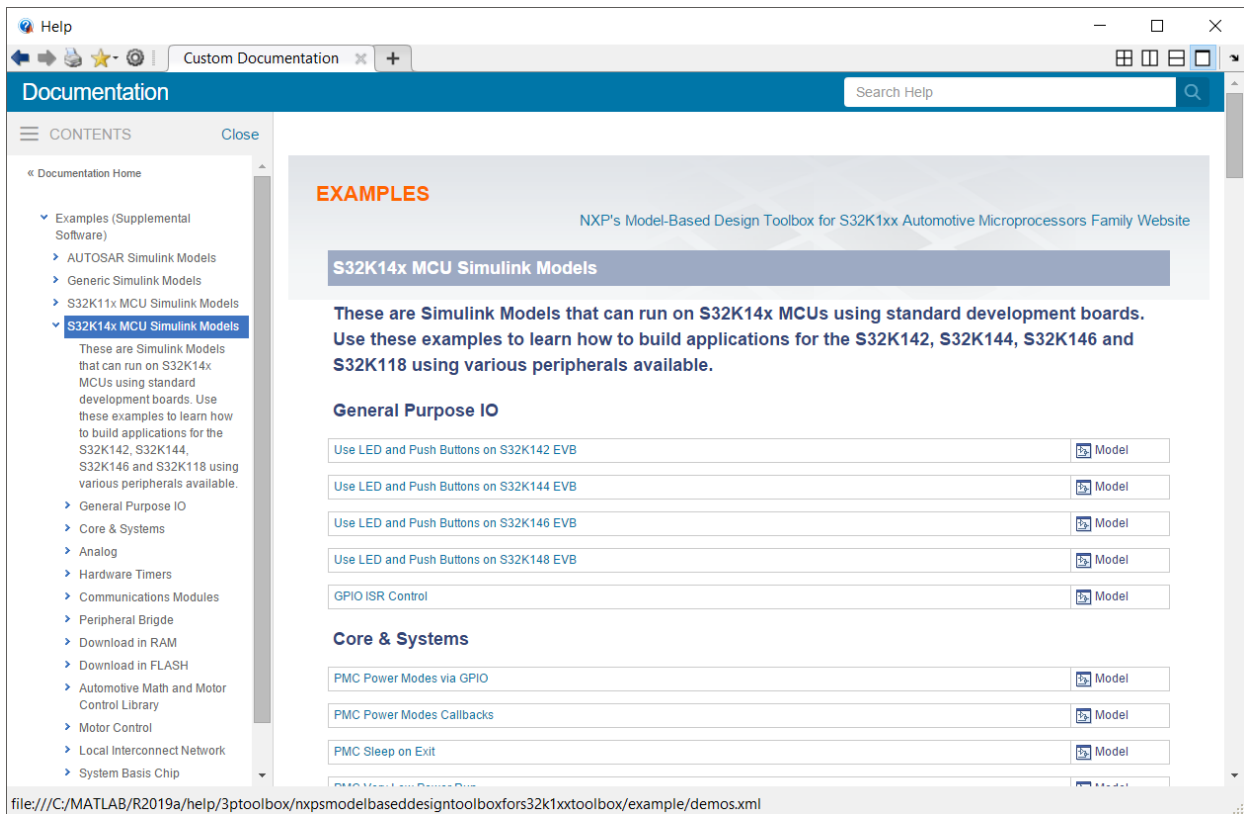 Help
Custom Documentation
Documentation
Search Help
CONTENTS
Close
« Documentation Home
Examples (Supplemental
Software)
AUTOSAR Simulink Models
Generic Simulink Models
S32K11x MCU Simulink Models
S32K14x MCU Simulink Models
These are Simulink Models
that can run on S32K14x
MCUs using standard
development boards. Use
these examples to learn how
to build applications for the
S32K142, S32K144,
S32K146 and S32K118 using
various peripherals available.
General Purpose IO
Core & Systems
Analog
Hardware Timers
Communications Modules
Peripheral Brigde
Download in RAM
Download in FLASH
Automotive Math and Motor
Control Library
Motor Control
Local Interconnect Network
System Basis Chip
EXAMPLES
NXP's Model-Based Design Toolbox for S32K1xx Automotive Microprocessors Family Website
S32K14x MCU Simulink Models
These are Simulink Models that can run on S32K14x MCUs using standard development boards.
Use these examples to learn how to build applications for the S32K142, S32K144, S32K146 and
S32K118 using various peripherals available.
General Purpose IO
Use LED and Push Buttons on S32K142 EVB Model
Use LED and Push Buttons on S32K144 EVB Model
Use LED and Push Buttons on S32K146 EVB Model
Use LED and Push Buttons on S32K148 EVB Model
GPIO ISR Control Model
Core & Systems
PMC Power Modes via GPIO Model
PMC Power Modes Callbacks Model
PMC Sleep on Exit Model
PMC Very Low Power Run Model
file:///C:/MATLAB/R2019a/help/3ptoolbox/nxpsmodelbaseddesigntoolboxfors32k1xxtoolbox/example/demos.xml